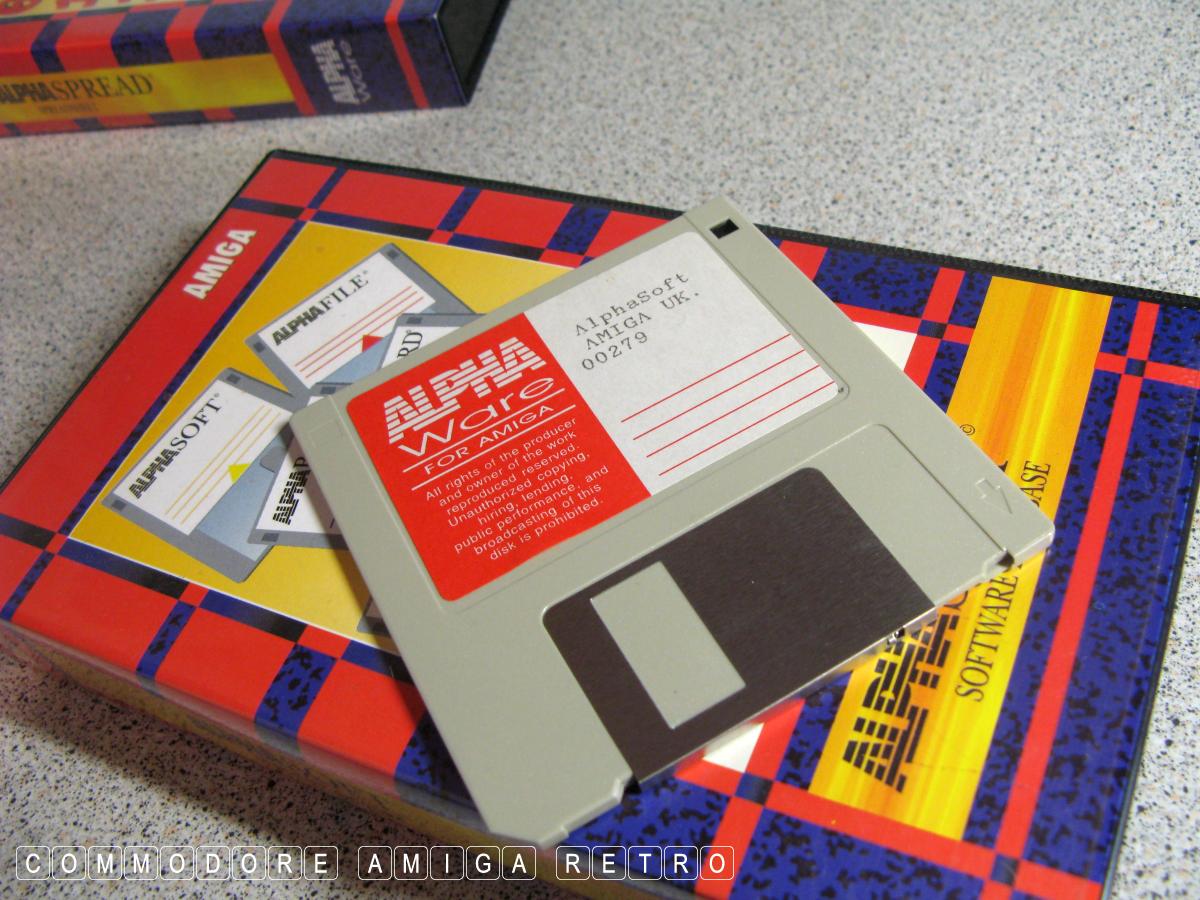 ALPHASPREAD
ALPHA
Ware
AMIGA
ALPHAFILE
ALPHASOFT
ALPHA
Ware
FOR AMIGA
All rights of the producer
and owner of the work
reproduced reserved.
Unauthorized copying,
hiring, lending.
public performance, and
broadcasting of this
disk is prohibited.
AlphaSoft
AMIGA UK.
00279
SOFTWARE
COMMODORE AMIGA RETRO